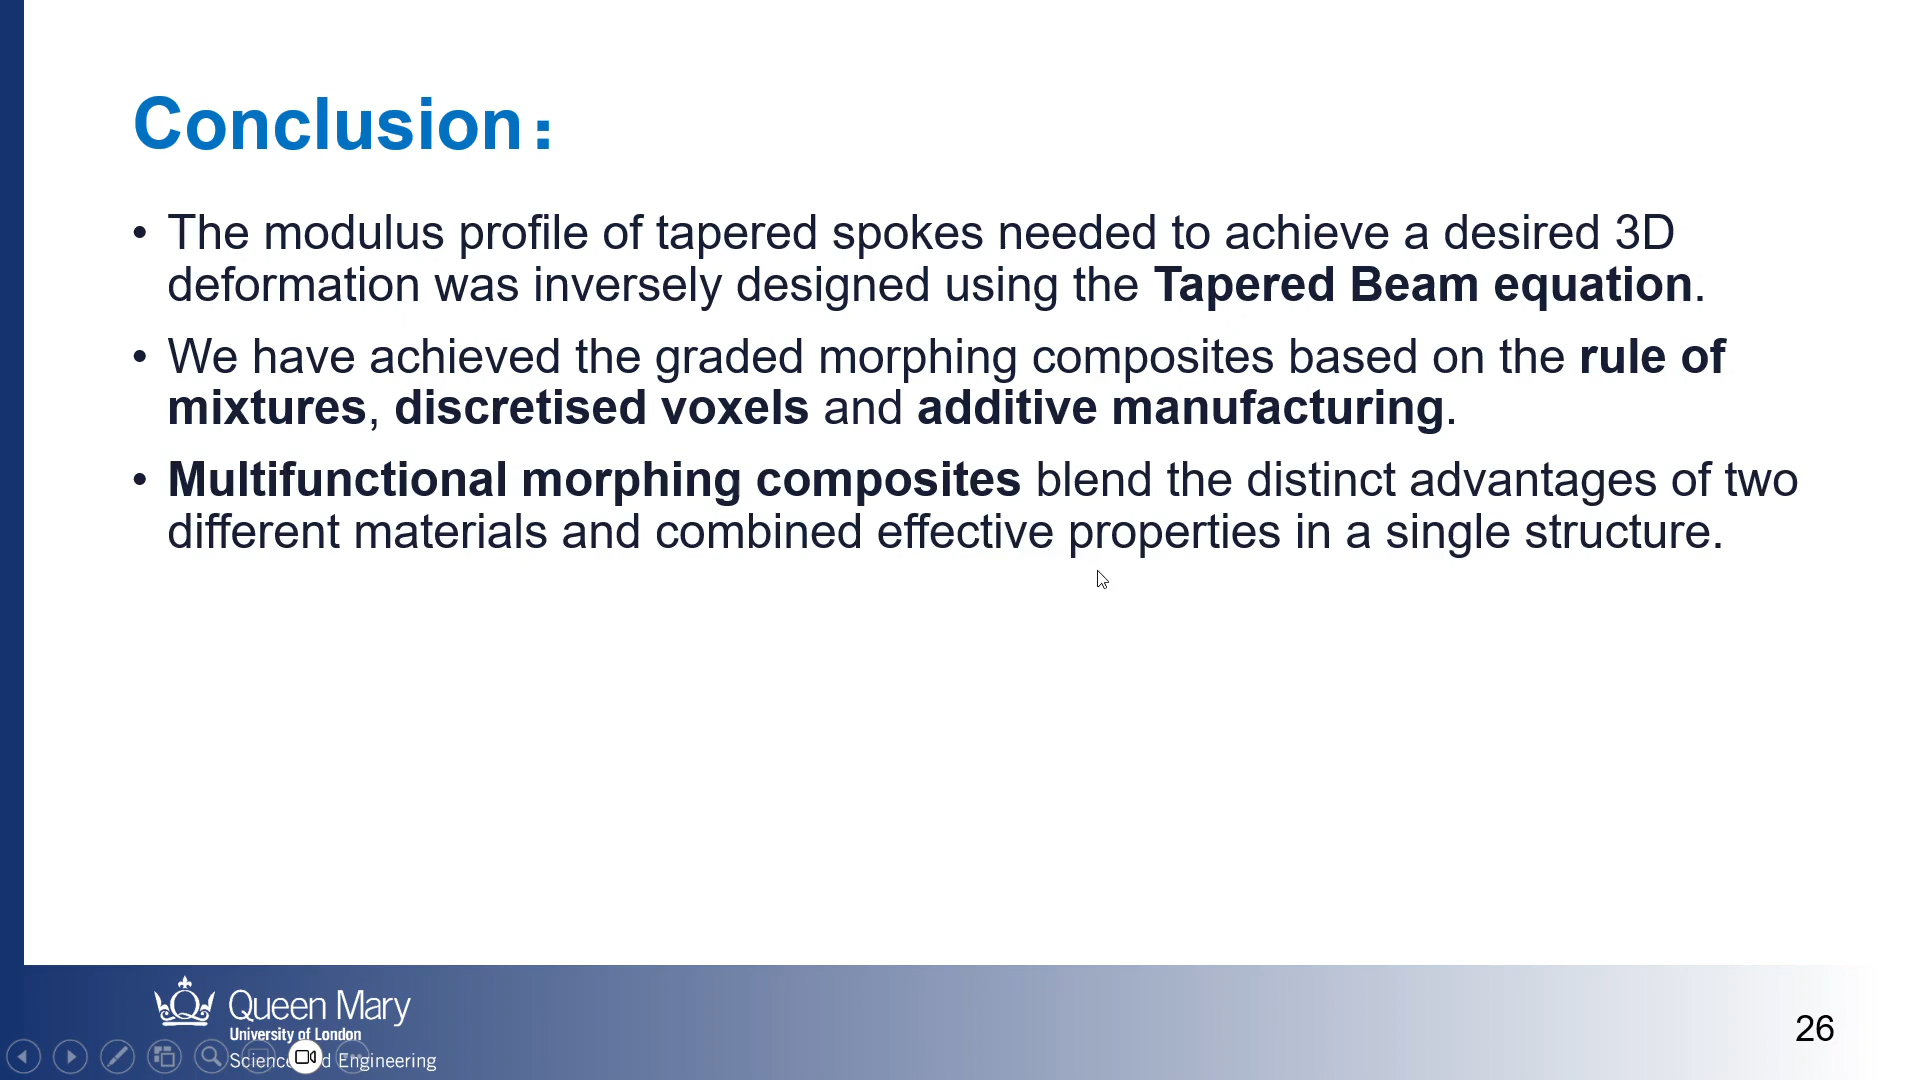 Conclusion：
• The modulus profile of tapered spokes needed to achieve a desired 3D
deformation was inversely designed using the Tapered Beam equation.
• We have achieved the graded morphing composites based on the rule of
mixtures, discretised voxels and additive manufacturing.
• Multifunctional morphing composites blend the distinct advantages of two
different materials and combined effective properties in a single structure.
Queen Mary
University of London
Engineering
26